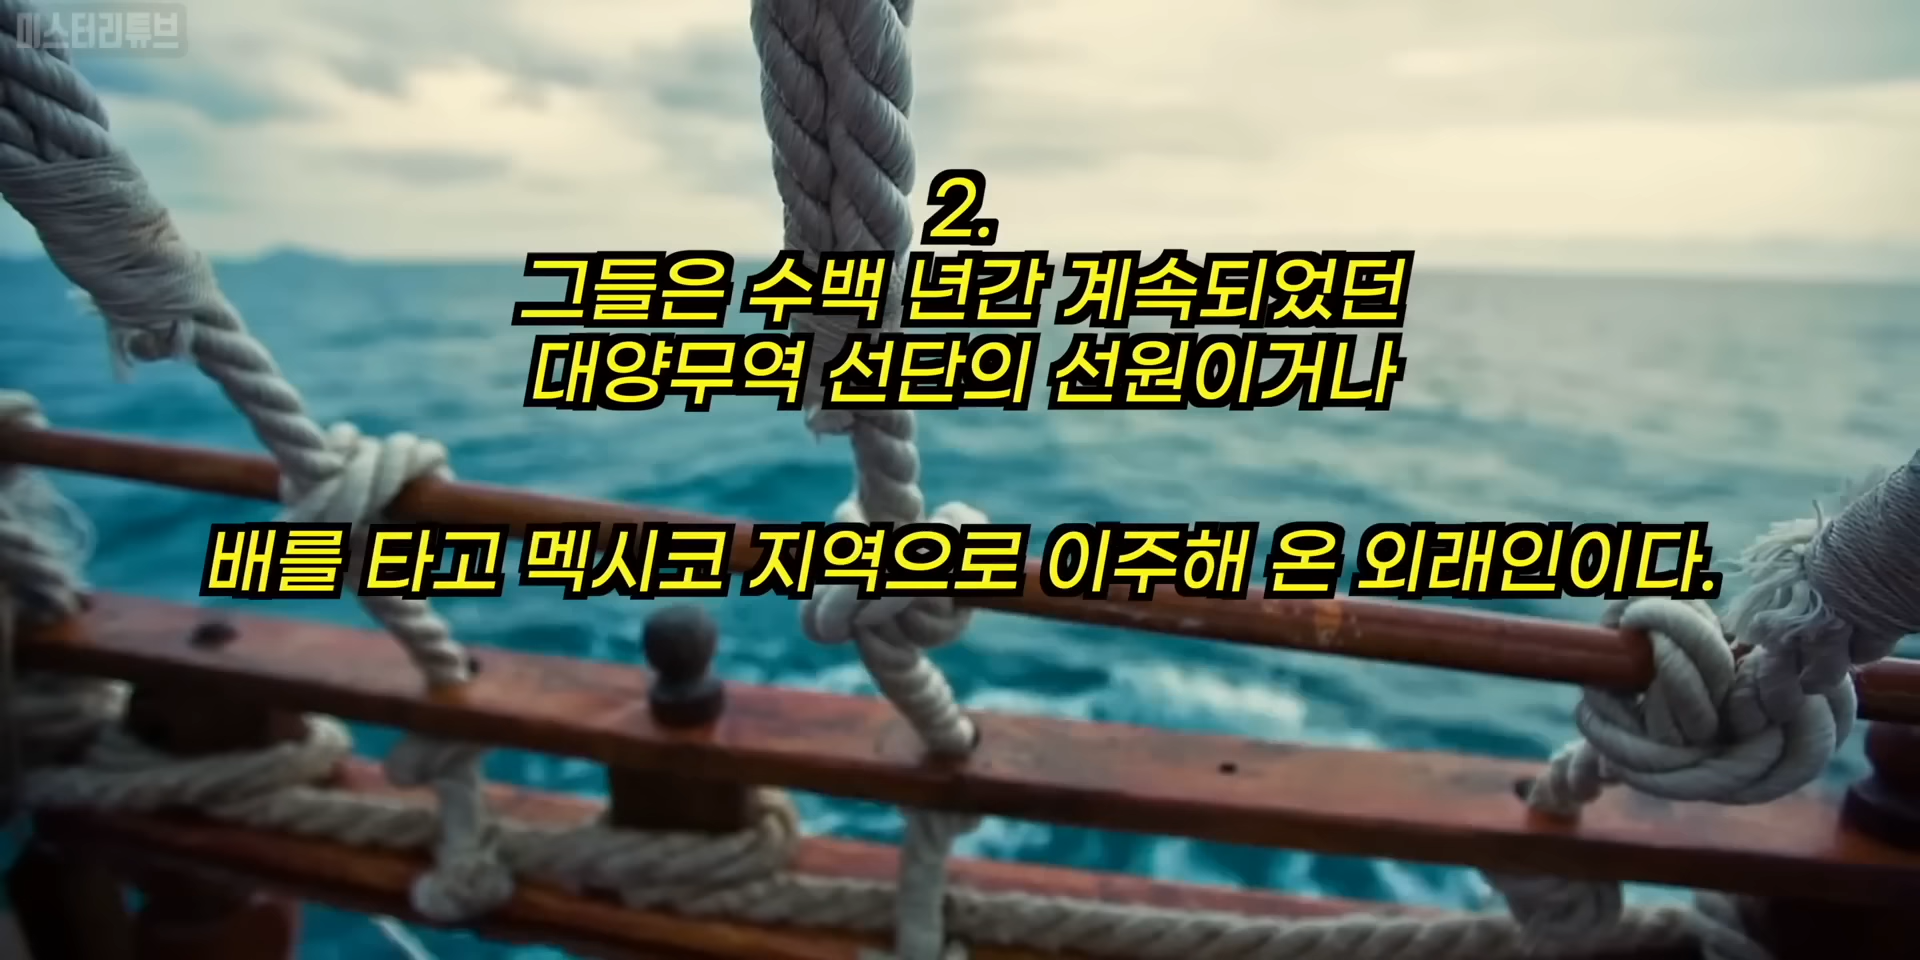 미스터리튜브
2.
그들은 수백 년간 계속되었던
대양무역 선단의 선원이거나
배를 타고 멕시코 지역으로 이주해 온 외래인이다.